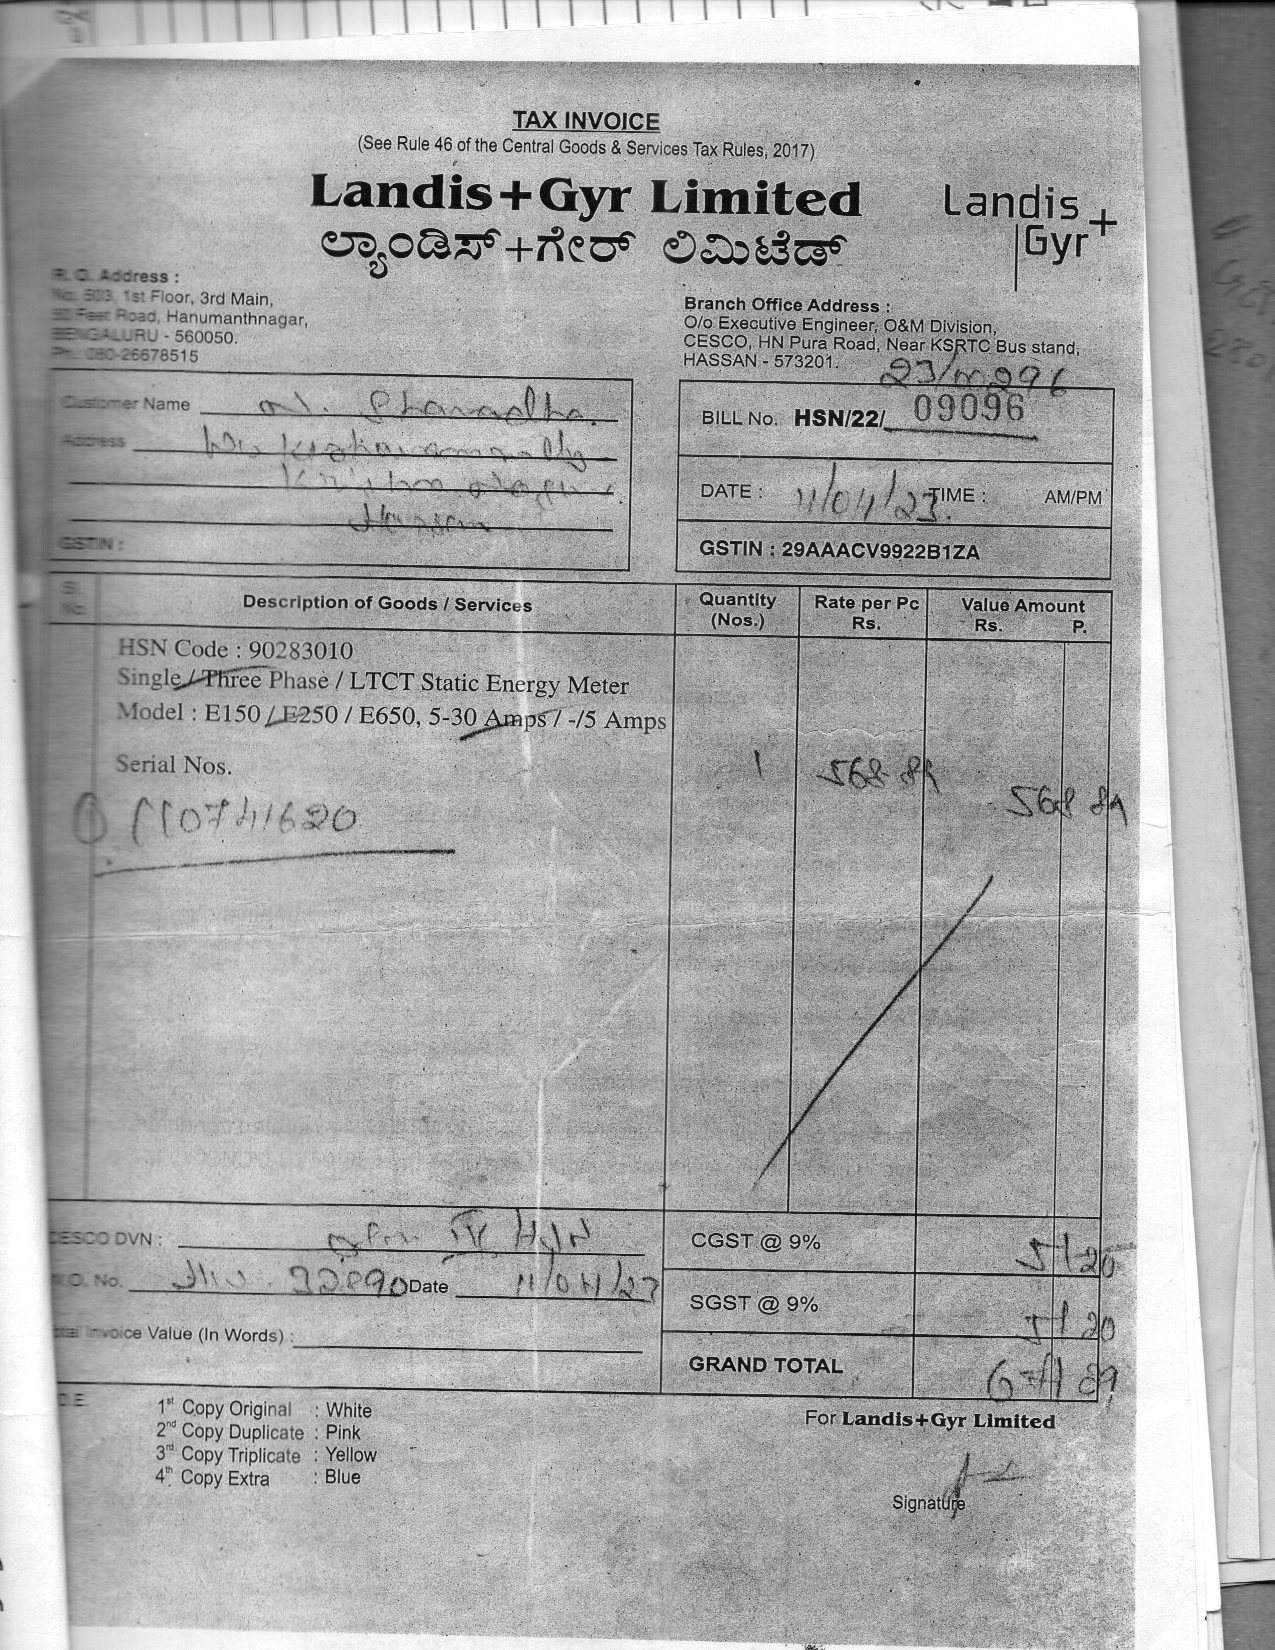 TAX INVOICE
(See Rule 46 of the Central Goods & Services Tax Rules, 2017)
Landis+Gyr Limited
ಲ್ಯಾಂಡಿಸ್+ಗೇರ್ ಲಿಮಿಟೆಡ್
Landis+
Gyr
R. O. Address :
No. 503, 1st Floor, 3rd Main,
50 Feet Road, Hanumanthnagar,
BENGALURU - 560050.
Ph.: 080-26678515
Branch Office Address :
O/o Executive Engineer, O&M Division,
CESCO, HN Pura Road, Near KSRTC Bus stand,
HASSAN - 573201.
Customer Name
Address
Hassan
GSTIN :
BILL No. HSN/22/ 09096
DATE : 11/04/23 TIME : AM/PM
GSTIN : 29AAACV9922B1ZA
Sl. No. Description of Goods / Services Quantity (Nos.) Rate per Pc Rs. Value Amount Rs. P.
HSN Code : 90283010
Single / Three Phase / LTCT Static Energy Meter
Model : E150 / E250 / E650, 5-30 Amps / -/5 Amps
Serial Nos. 1 568 89 568 89
110741620
CESCO DVN :
CGST @ 9% 51 20
R.O. No. Date 11/04/23
SGST @ 9% 51 20
Total Invoice Value (In Words) :
GRAND TOTAL 671 29
1st Copy Original : White
2nd Copy Duplicate : Pink
3rd Copy Triplicate : Yellow
4th Copy Extra : Blue
For Landis+Gyr Limited
Signature